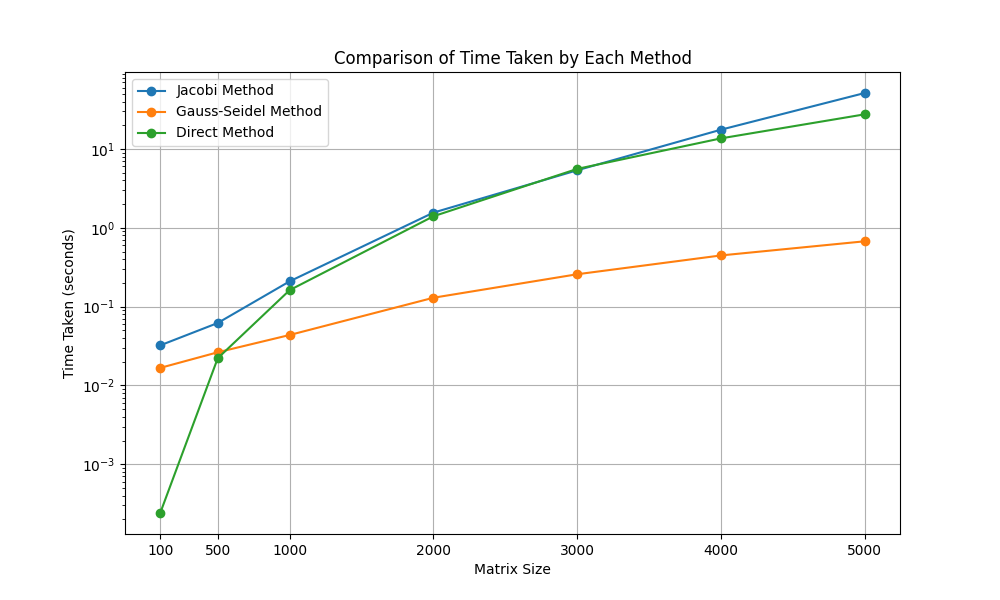 Comparison of Time Taken by Each Method
Jacobi Method
Gauss-Seidel Method
Direct Method
Time Taken (seconds)
10¹
10⁰
10⁻¹
10⁻²
10⁻³
100 500 1000 2000 3000 4000 5000
Matrix Size